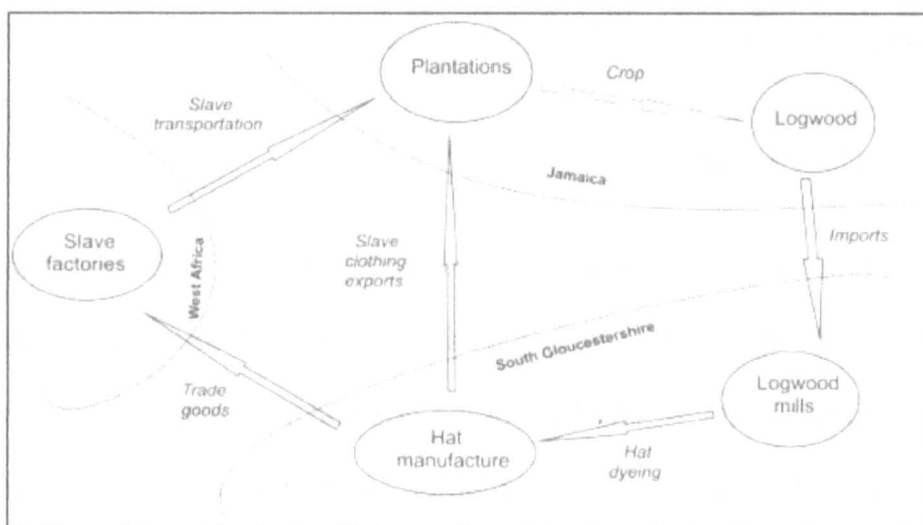 Plantations
Crop
Logwood
Slave
transportation
Jamaica
Slave
factories
West Africa
Slave
clothing
exports
Imports
South Gloucestershire
Trade
goods
Hat
manufacture
Hat
dyeing
Logwood
mills